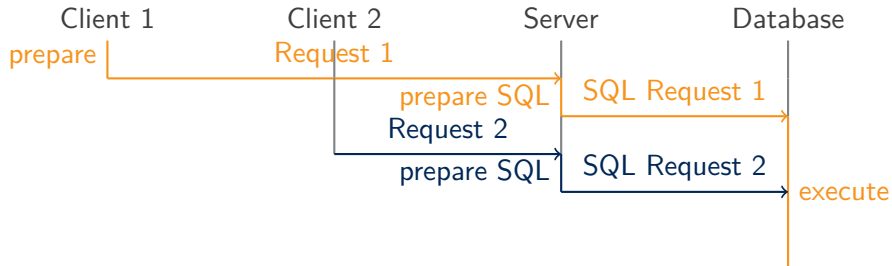 Client 1
Client 2
Server
Database
prepare
Request 1
prepare SQL
SQL Request 1
Request 2
prepare SQL
SQL Request 2
execute